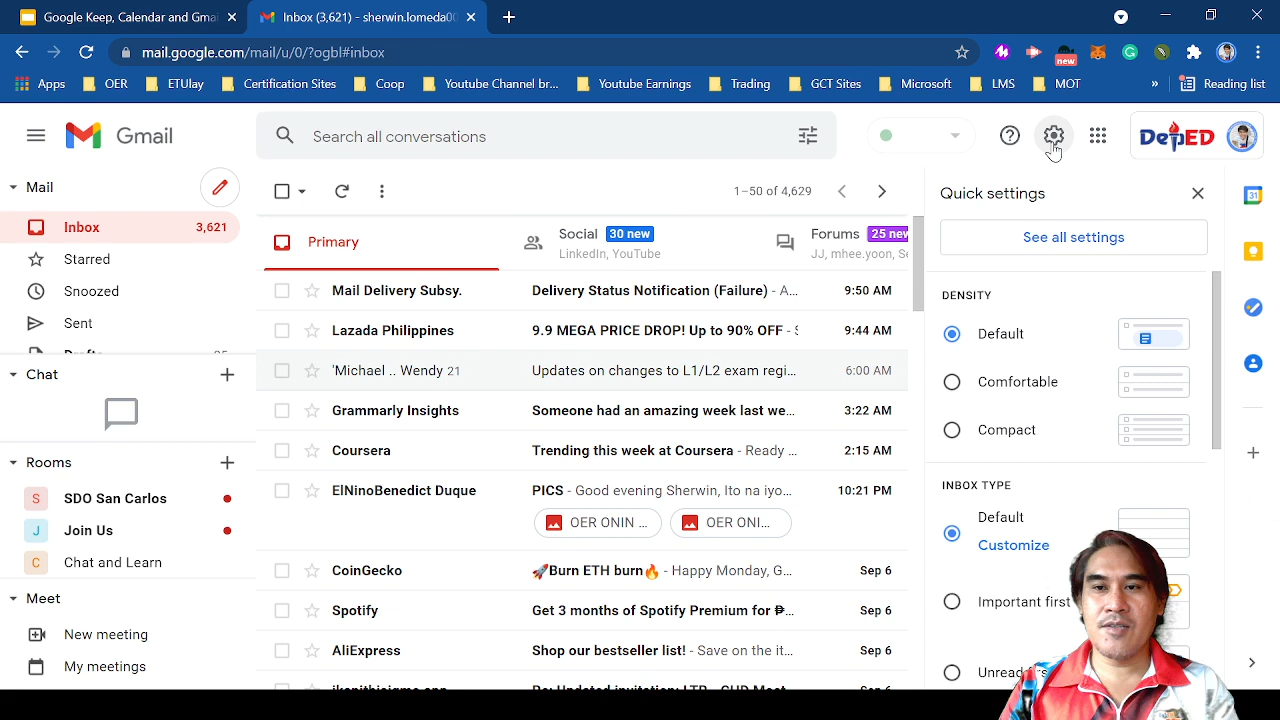 Google Keep, Calendar and Gma
Inbox (3,621) - sherwin.lomeda00
mail.google.com/mail/u/0/?ogbl#inbox
new
Apps
OER
ETUlay
Certification Sites
Coop
Youtube Channel br...
Youtube Earnings
Trading
GCT Sites
Microsoft
LMS
MOT
»
Reading list
Gmail
Search all conversations
DepED
Mail
Inbox 3,621
Starred
Snoozed
Sent
Chat
Rooms
S SDO San Carlos
J Join Us
C Chat and Learn
Meet
New meeting
My meetings
1–50 of 4,629
Primary
Social 30 new
LinkedIn, YouTube
Forums 25 new
JJ, mhee.yoon, Se
Mail Delivery Subsy. Delivery Status Notification (Failure) - A... 9:50 AM
Lazada Philippines 9.9 MEGA PRICE DROP! Up to 90% OFF - 9:44 AM
'Michael .. Wendy 21 Updates on changes to L1/L2 exam regi... 6:00 AM
Grammarly Insights Someone had an amazing week last we... 3:22 AM
Coursera Trending this week at Coursera - Ready ... 2:15 AM
ElNinoBenedict Duque PICS - Good evening Sherwin, Ito na iyo... 10:21 PM
OER ONIN ... OER ONI...
CoinGecko 🚀Burn ETH burn🔥 - Happy Monday, G... Sep 6
Spotify Get 3 months of Spotify Premium for ₱... Sep 6
AliExpress Shop our bestseller list! - Save on the it... Sep 6
Quick settings
See all settings
DENSITY
Default
Comfortable
Compact
INBOX TYPE
Default
Customize
Important first
31